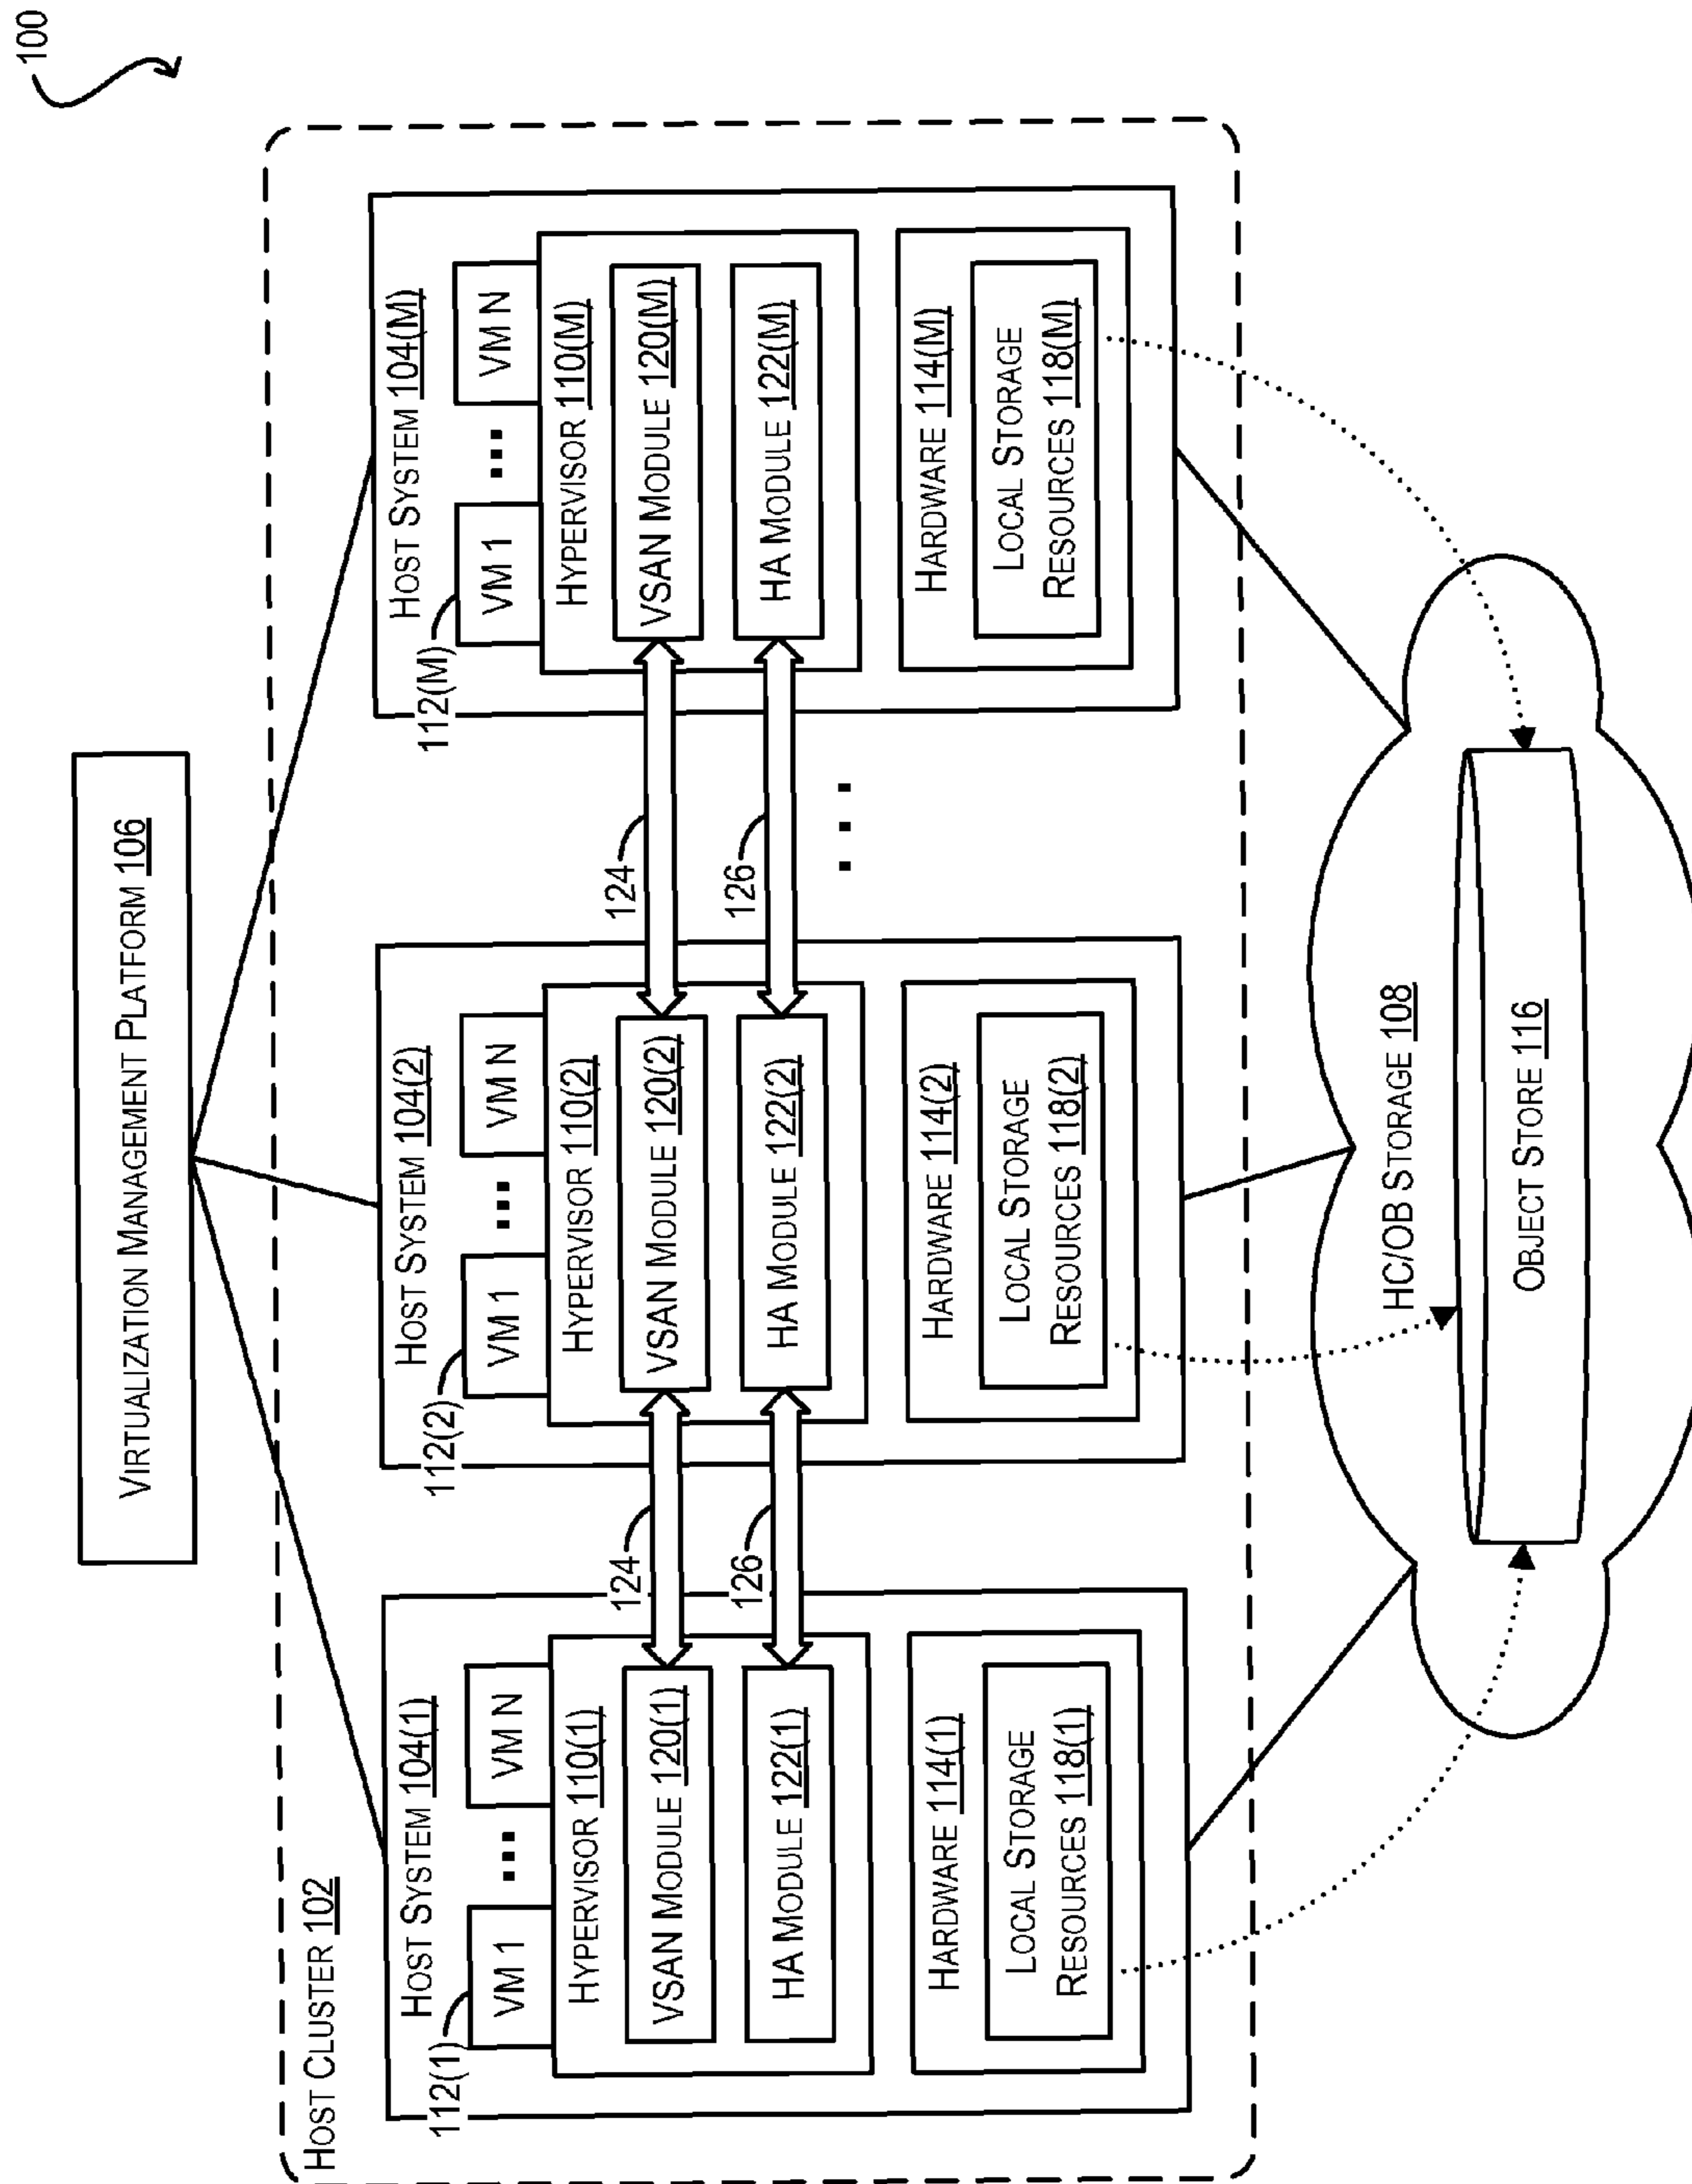 100
VIRTUALIZATION MANAGEMENT PLATFORM 106
HOST CLUSTER 102
HOST SYSTEM 104(1)
112(1)
VM 1
...
VM N
HYPERVISOR 110(1)
VSAN MODULE 120(1)
HA MODULE 122(1)
HARDWARE 114(1)
LOCAL STORAGE
RESOURCES 118(1)
124
126
HOST SYSTEM 104(2)
112(2)
VM 1
...
VM N
HYPERVISOR 110(2)
VSAN MODULE 120(2)
HA MODULE 122(2)
HARDWARE 114(2)
LOCAL STORAGE
RESOURCES 118(2)
124
126
...
HOST SYSTEM 104(M)
112(M)
VM 1
...
VM N
HYPERVISOR 110(M)
VSAN MODULE 120(M)
HA MODULE 122(M)
HARDWARE 114(M)
LOCAL STORAGE
RESOURCES 118(M)
HC/OB STORAGE 108
OBJECT STORE 116